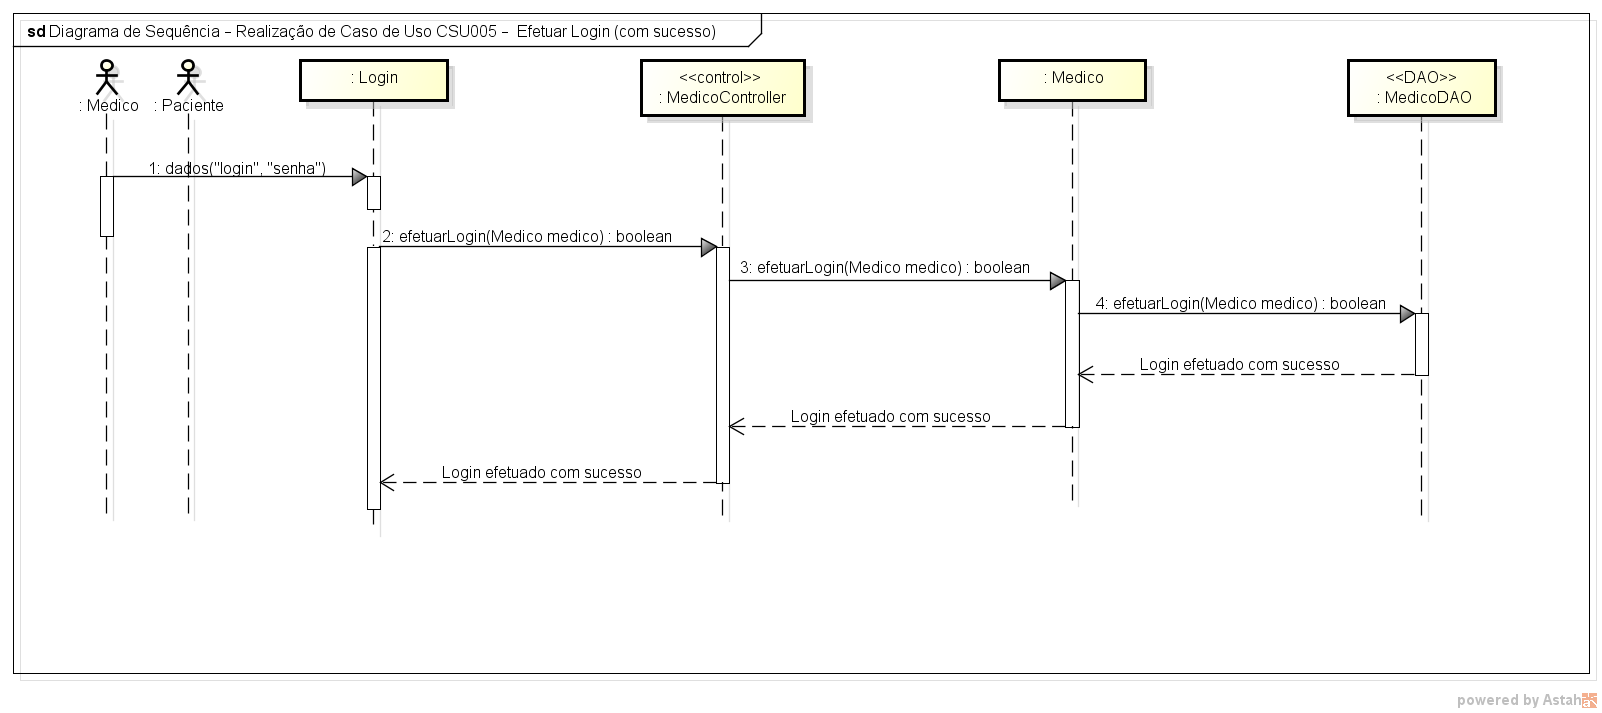 sd Diagrama de Sequência - Realização de Caso de Uso CSU005 - Efetuar Login (com sucesso)
: Medico
: Paciente
: Login
<<control>>
: MedicoController
: Medico
<<DAO>>
: MedicoDAO
1: dados("login", "senha")
2: efetuarLogin(Medico medico) : boolean
3: efetuarLogin(Medico medico) : boolean
4: efetuarLogin(Medico medico) : boolean
Login efetuado com sucesso
Login efetuado com sucesso
Login efetuado com sucesso
powered by Astah